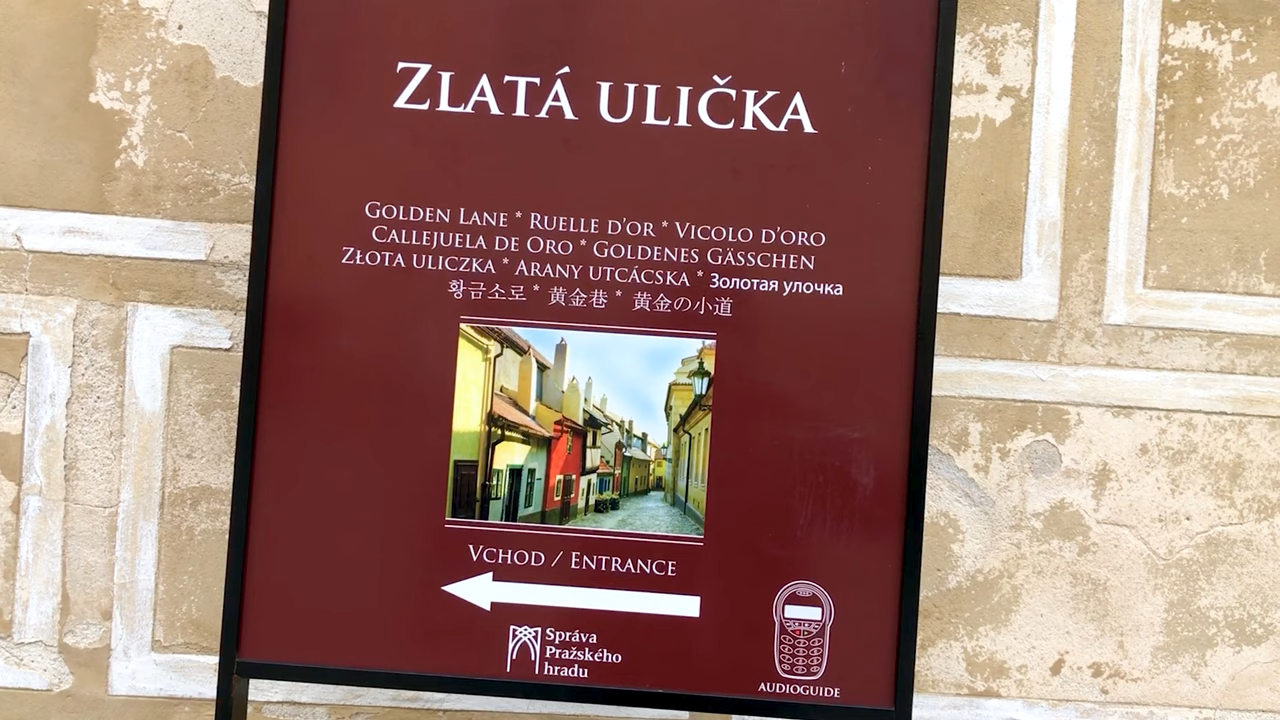 ZLATÁ ULIČKA
GOLDEN LANE * RUELLE D'OR * VICOLO D'ORO
CALLEJUELA DE ORO * GOLDENES GÄSSCHEN
ZŁOTA ULICZKA * ARANY UTCÁCSKA * Золотая улочка
황금소로 * 黄金巷 * 黄金の小道
VCHOD / ENTRANCE
Správa
Pražského
hradu
AUDIOGUIDE